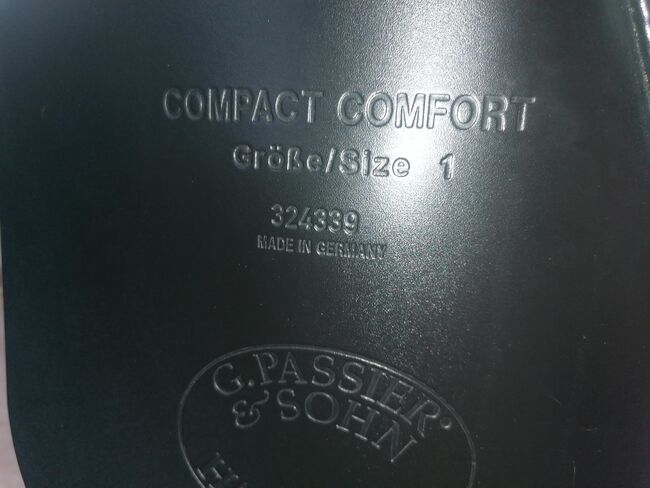 COMPACT COMFORT
Größe/Size 1
324339
MADE IN GERMANY
G. PASSIER
& SOHN